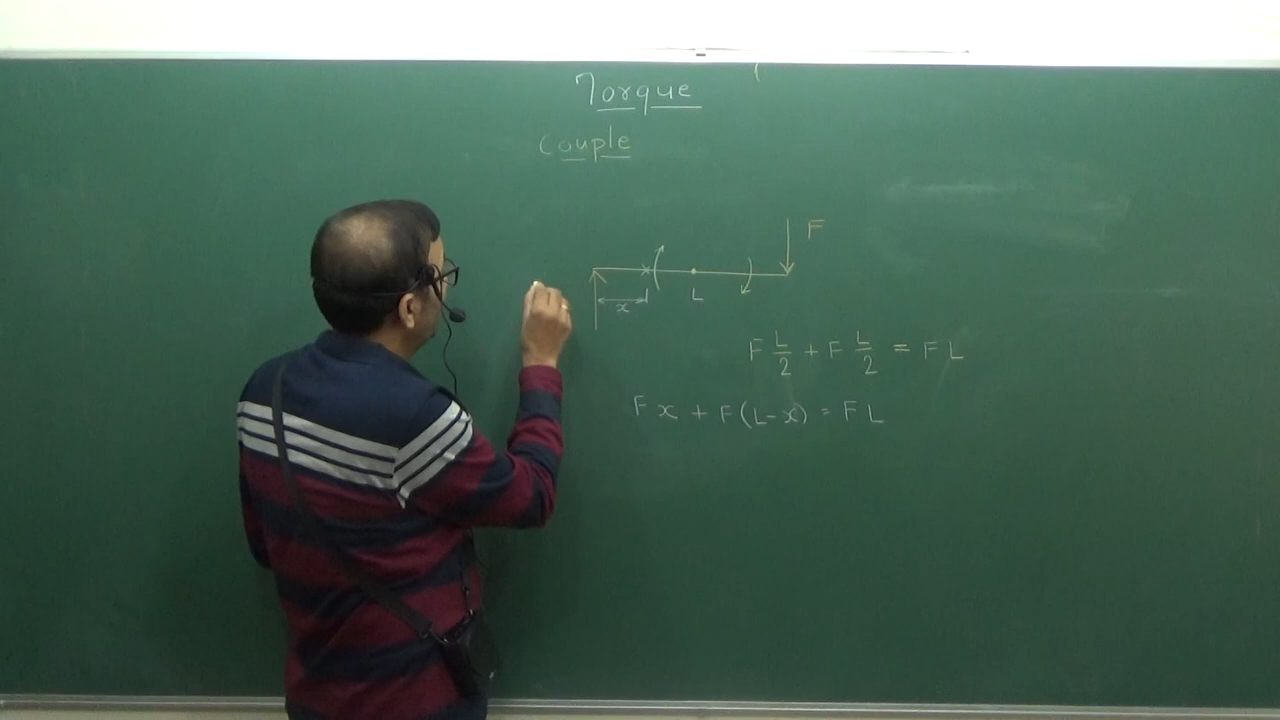 Torque
Couple
F
x
L
F L/2 + F L/2 = F L
F x + F(L-x) = F L